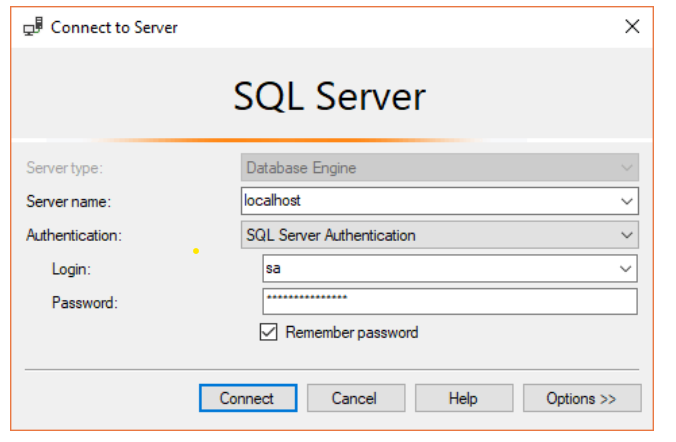 Connect to Server
SQL Server
Server type: Database Engine
Server name: localhost
Authentication: SQL Server Authentication
Login: sa
Password: ***************
Remember password
Connect Cancel Help Options >>